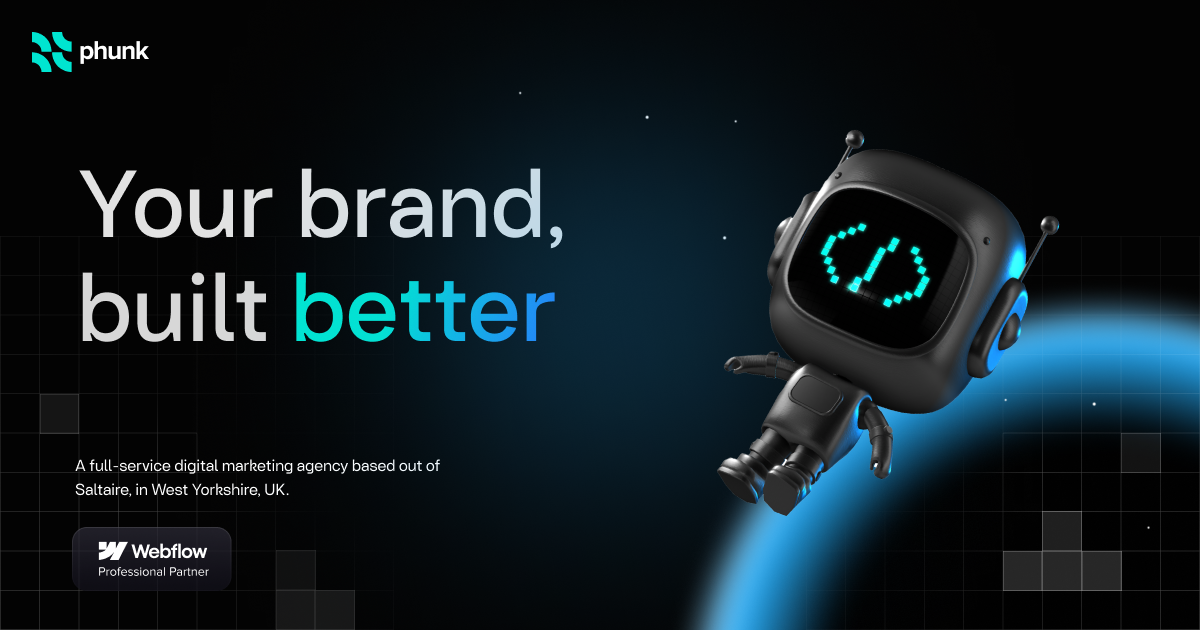 phunk
Your brand,
built better
A full-service digital marketing agency based out of
Saltaire, in West Yorkshire, UK.
Webflow
Professional Partner